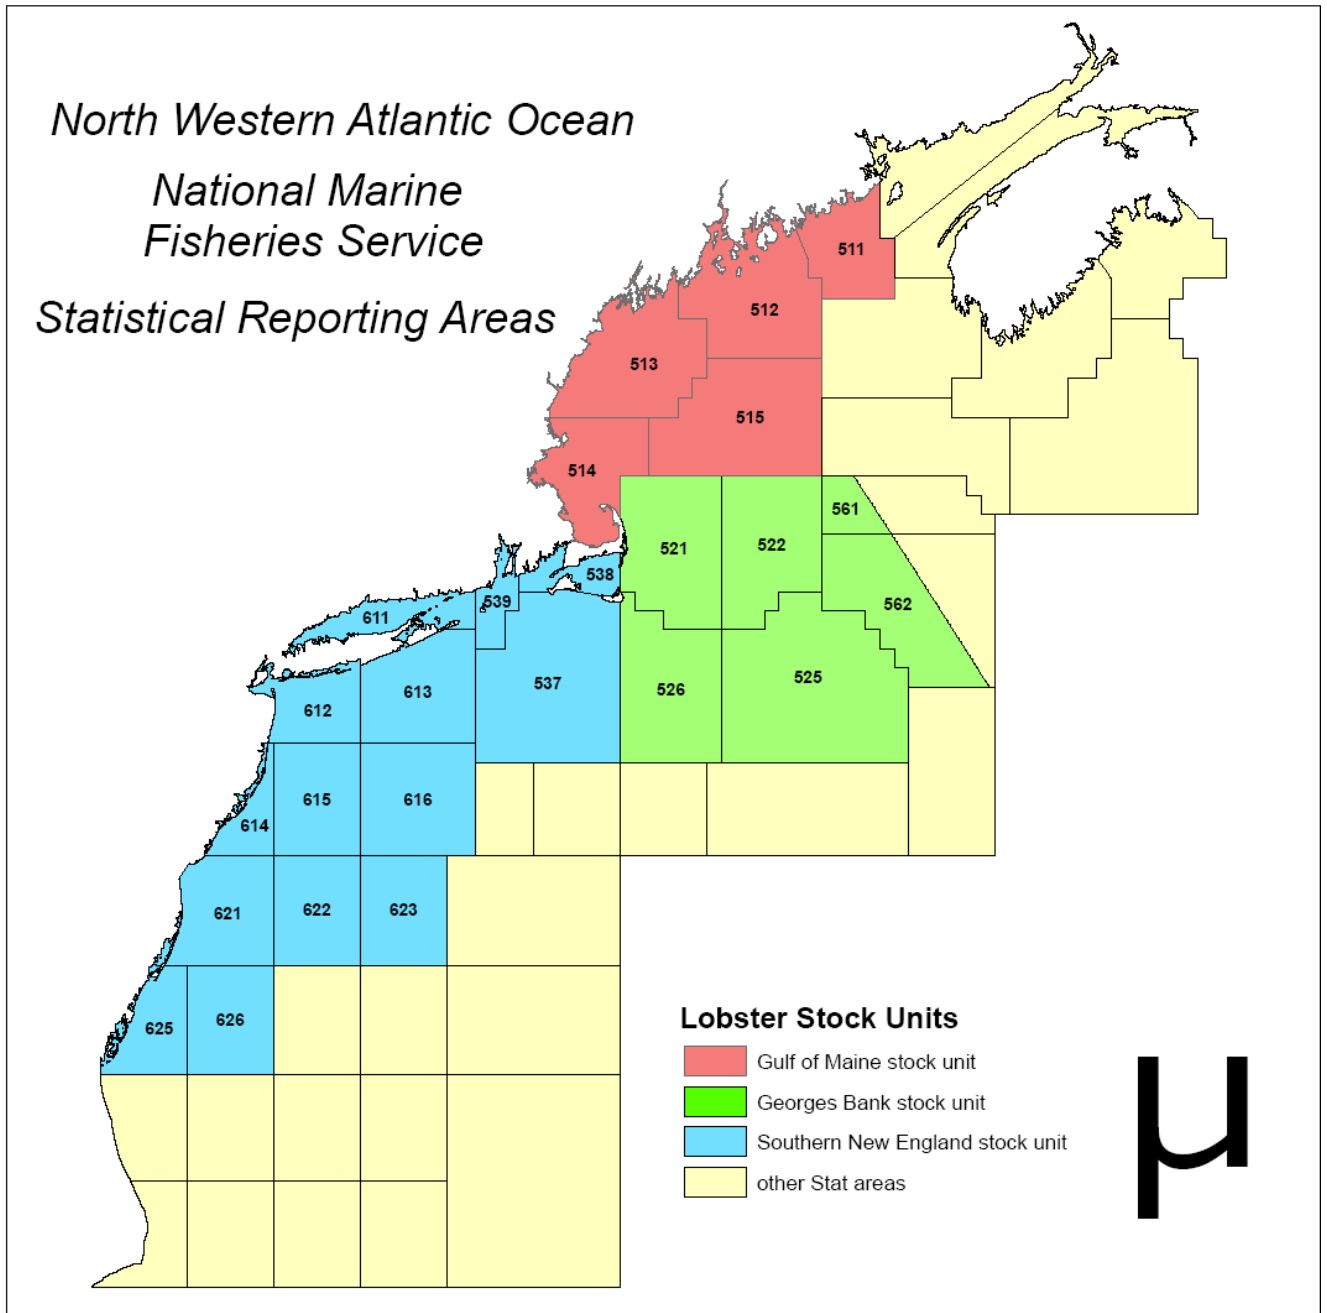 North Western Atlantic Ocean
National Marine
Fisheries Service
Statistical Reporting Areas
511
512
513
515
514
561
521
522
538
562
539
611
525
537
526
613
612
615
616
614
622
623
621
626
625
Lobster Stock Units
Gulf of Maine stock unit
Georges Bank stock unit
Southern New England stock unit
other Stat areas
µ